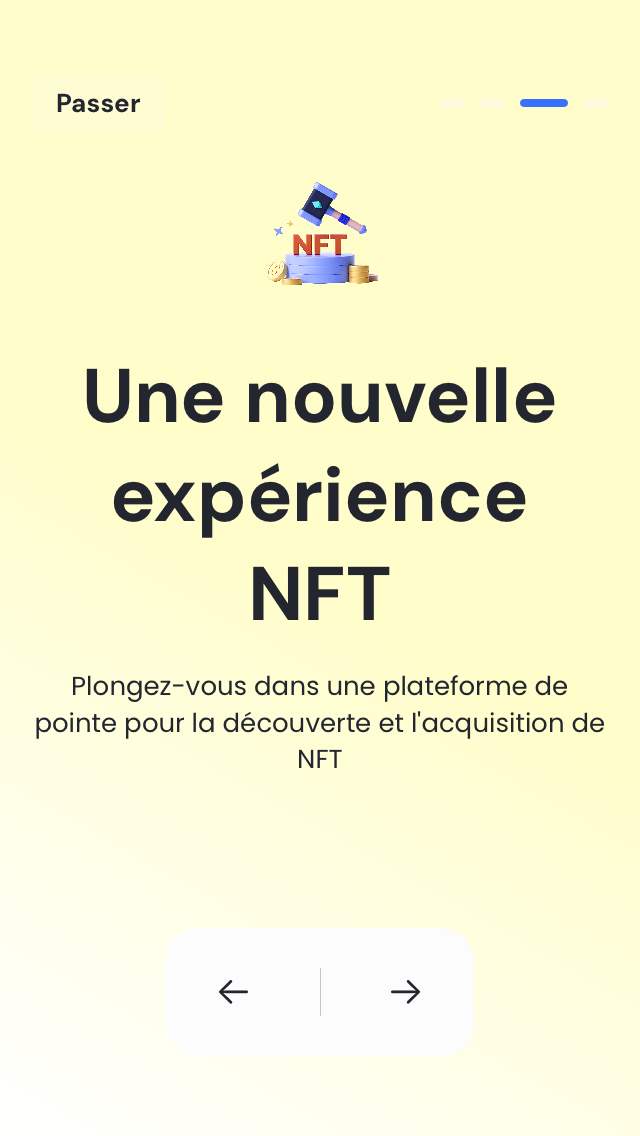 Passer
NFT
Une nouvelle
expérience
NFT
Plongez-vous dans une plateforme de
pointe pour la découverte et l'acquisition de
NFT